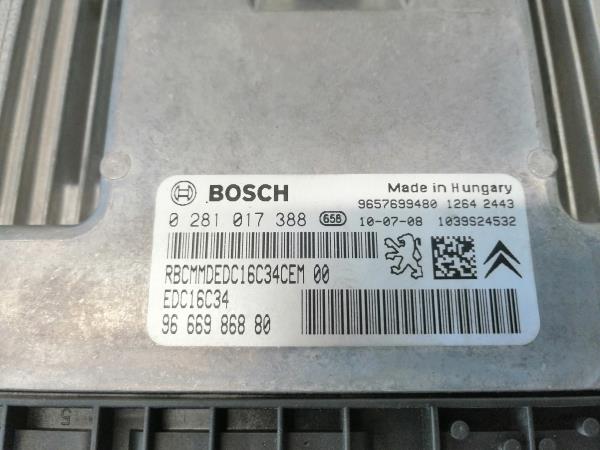 BOSCH
Made in Hungary
9657699480 1264 2443
0 281 017 388 656 10-07-08 1039S24532
RBCMMDEDC16C34CEM 00
EDC16C34
96 669 868 80
5